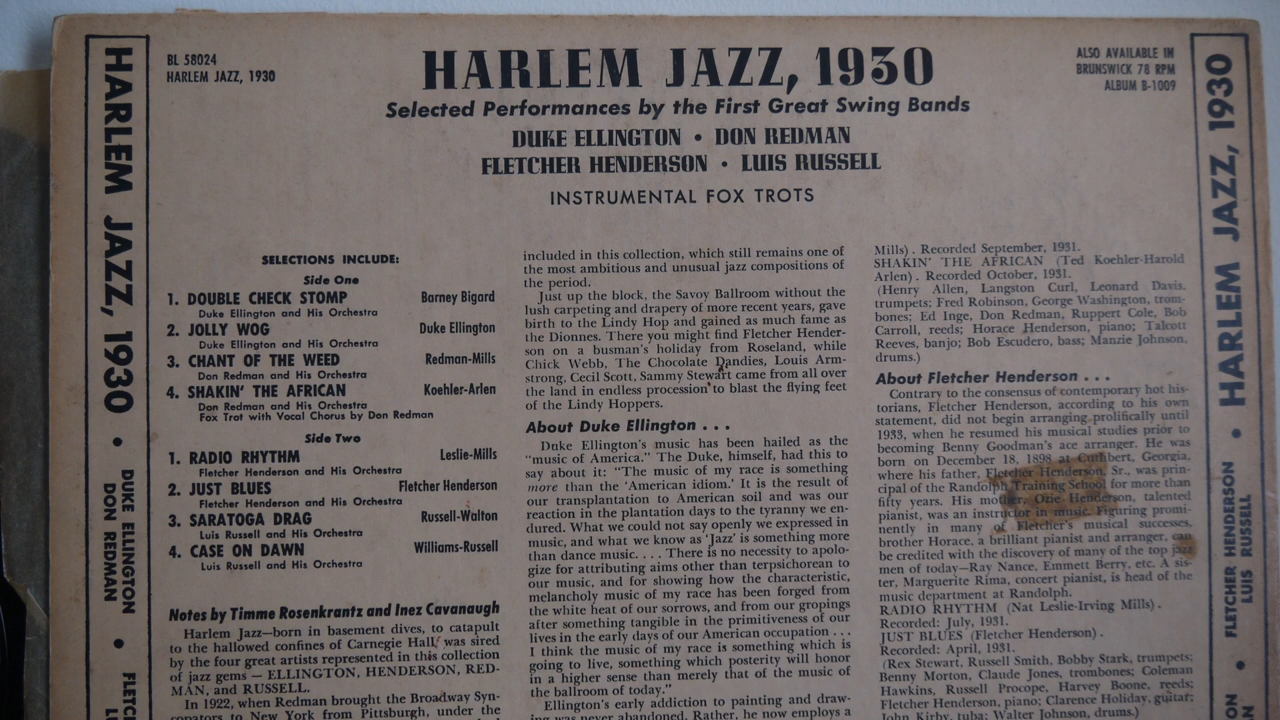 HARLEM JAZZ, 1930 • DUKE ELLINGTON DON REDMAN •
BL 58024
HARLEM JAZZ, 1930
HARLEM JAZZ, 1930
Selected Performances by the First Great Swing Bands
DUKE ELLINGTON • DON REDMAN
FLETCHER HENDERSON • LUIS RUSSELL
INSTRUMENTAL FOX TROTS
ALSO AVAILABLE IN
BRUNSWICK 78 RPM
ALBUM B-1009
SELECTIONS INCLUDE:
Side One
1. DOUBLE CHECK STOMP Barney Bigard
Duke Ellington and His Orchestra
2. JOLLY WOG Duke Ellington
Duke Ellington and His Orchestra
3. CHANT OF THE WEED Redman-Mills
Don Redman and His Orchestra
4. SHAKIN' THE AFRICAN Koehler-Arlen
Don Redman and His Orchestra
Fox Trot with Vocal Chorus by Don Redman
Side Two
1. RADIO RHYTHM Leslie-Mills
Fletcher Henderson and His Orchestra
2. JUST BLUES Fletcher Henderson
Fletcher Henderson and His Orchestra
3. SARATOGA DRAG Russell-Walton
Luis Russell and His Orchestra
4. CASE ON DAWN Williams-Russell
Luis Russell and His Orchestra
Notes by Timme Rosenkrantz and Inez Cavanaugh
Harlem Jazz—born in basement dives, to catapult
to the hallowed confines of Carnegie Hall, was sired
by the four great artists represented in this collection
of jazz gems — ELLINGTON, HENDERSON, RED-
MAN, and RUSSELL.
In 1922, when Redman brought the Broadway Syn-
copators to New York from Pittsburgh, under the
included in this collection, which still remains one of
the most ambitious and unusual jazz compositions of
the period.
Just up the block, the Savoy Ballroom without the
lush carpeting and drapery of more recent years, gave
birth to the Lindy Hop and gained as much fame as
the Dionnes. There you might find Fletcher Hender-
son on a busman's holiday from Roseland, while
Chick Webb, The Chocolate Dandies, Louis Arm-
strong, Cecil Scott, Sammy Stewart came from all over
the land in endless procession to blast the flying feet
of the Lindy Hoppers.
About Duke Ellington . . .
Duke Ellington's music has been hailed as the
"music of America." The Duke, himself, had this to
say about it: "The music of my race is something
more than the 'American idiom.' It is the result of
our transplantation to American soil and was our
reaction in the plantation days to the tyranny we en-
dured. What we could not say openly we expressed in
music, and what we know as 'Jazz' is something more
than dance music. . . . There is no necessity to apolo-
gize for attributing aims other than terpsichorean to
our music, and for showing how the characteristic,
melancholy music of my race has been forged from
the white heat of our sorrows, and from our gropings
after something tangible in the primitiveness of our
lives in the early days of our American occupation . . .
I think the music of my race is something which is
going to live, something which posterity will honor
in a higher sense than merely that of the music of
the ballroom of today."
Ellington's early addiction to painting and draw-
ing was never abandoned. Rather, he now employs a
Mills). Recorded September, 1931.
SHAKIN' THE AFRICAN (Ted Koehler-Harold
Arlen). Recorded October, 1931.
(Henry Allen, Langston Curl, Leonard Davis,
trumpets; Fred Robinson, George Washington, trom-
bones; Ed Inge, Don Redman, Ruppert Cole, Bob
Carroll, reeds; Horace Henderson, piano; Talcott
Reeves, banjo; Bob Escudero, bass; Manzie Johnson,
drums.)
About Fletcher Henderson . . .
Contrary to the consensus of contemporary hot his-
torians, Fletcher Henderson, according to his own
statement, did not begin arranging prolifically until
1933, when he resumed his musical studies prior to
becoming Benny Goodman's ace arranger. He was
born on December 18, 1898 at Cuthbert, Georgia,
where his father, Fletcher Henderson, Sr., was prin-
cipal of the Randolph Training School for more than
fifty years. His mother, Ozie Henderson, talented
pianist, was an instructor in music. Figuring promi-
nently in many of Fletcher's musical successes,
brother Horace, a brilliant pianist and arranger, can
be credited with the discovery of many of the top jazz
men of today—Ray Nance, Emmett Berry, etc. A sis-
ter, Marguerite Rima, concert pianist, is head of the
music department at Randolph.
RADIO RHYTHM (Nat Leslie-Irving Mills).
Recorded: July, 1931.
JUST BLUES (Fletcher Henderson).
Recorded: April, 1931.
(Rex Stewart, Russell Smith, Bobby Stark, trumpets;
Benny Morton, Claude Jones, trombones; Coleman
Hawkins, Russell Procope, Harvey Boone, reeds;
Fletcher Henderson, piano; Clarence Holiday, guitar;
John Kirby, tuba; Walter Johnson, drums.)
• FLETCHER HENDERSON LUIS RUSSELL • HARLEM JAZZ, 1930